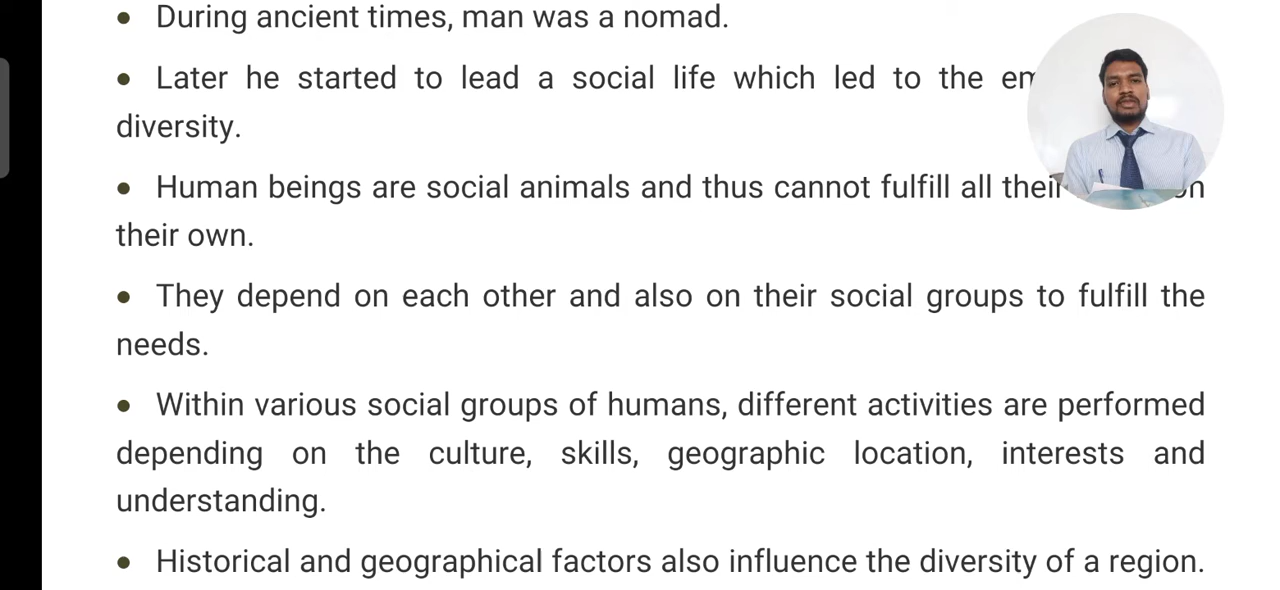 • During ancient times, man was a nomad.
• Later he started to lead a social life which led to the
diversity.
• Human beings are social animals and thus cannot fulfill all their
their own.
• They depend on each other and also on their social groups to fulfill the
needs.
• Within various social groups of humans, different activities are performed
depending on the culture, skills, geographic location, interests and
understanding.
• Historical and geographical factors also influence the diversity of a region.